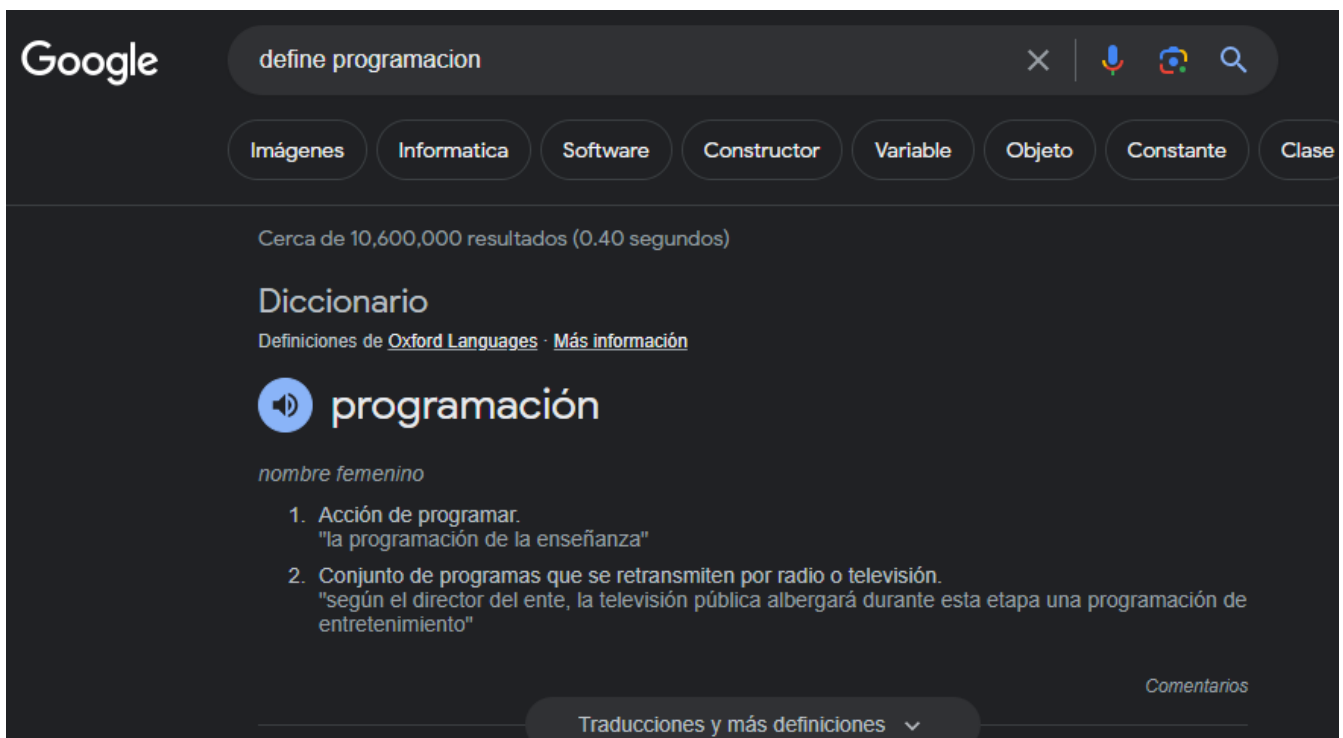 Google
define programacion
Imágenes Informatica Software Constructor Variable Objeto Constante Clase
Cerca de 10,600,000 resultados (0.40 segundos)
Diccionario
Definiciones de Oxford Languages · Más información
programación
nombre femenino
1. Acción de programar.
"la programación de la enseñanza"
2. Conjunto de programas que se retransmiten por radio o televisión.
"según el director del ente, la televisión pública albergará durante esta etapa una programación de
entretenimiento"
Comentarios
Traducciones y más definiciones